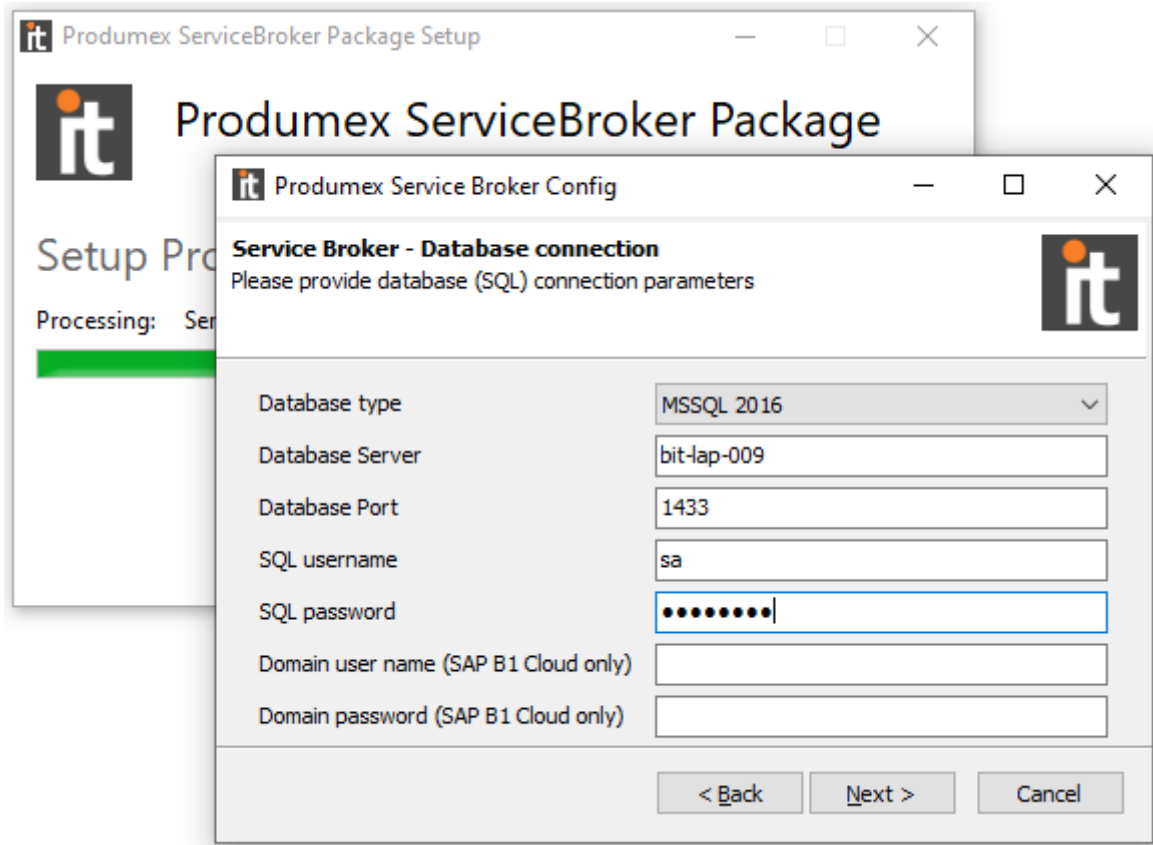 Produmex ServiceBroker Package Setup
it
Produmex ServiceBroker Package
Setup
Processing:
Produmex Service Broker Config
Service Broker - Database connection
Please provide database (SQL) connection parameters
it
Database type MSSQL 2016
Database Server bit-lap-009
Database Port 1433
SQL username sa
SQL password ●●●●●●●●
Domain user name (SAP B1 Cloud only)
Domain password (SAP B1 Cloud only)
< Back Next > Cancel